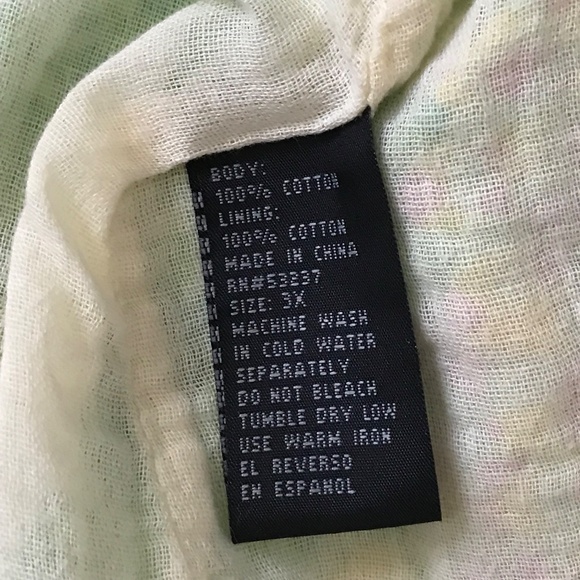 BODY:
100% COTTON
LINING:
100% COTTON
MADE IN CHINA
RN#53237
SIZE: 3X
MACHINE WASH
IN COLD WATER
SEPARATELY
DO NOT BLEACH
TUMBLE DRY LOW
USE WARM IRON
EL REVERSO
EN ESPANOL